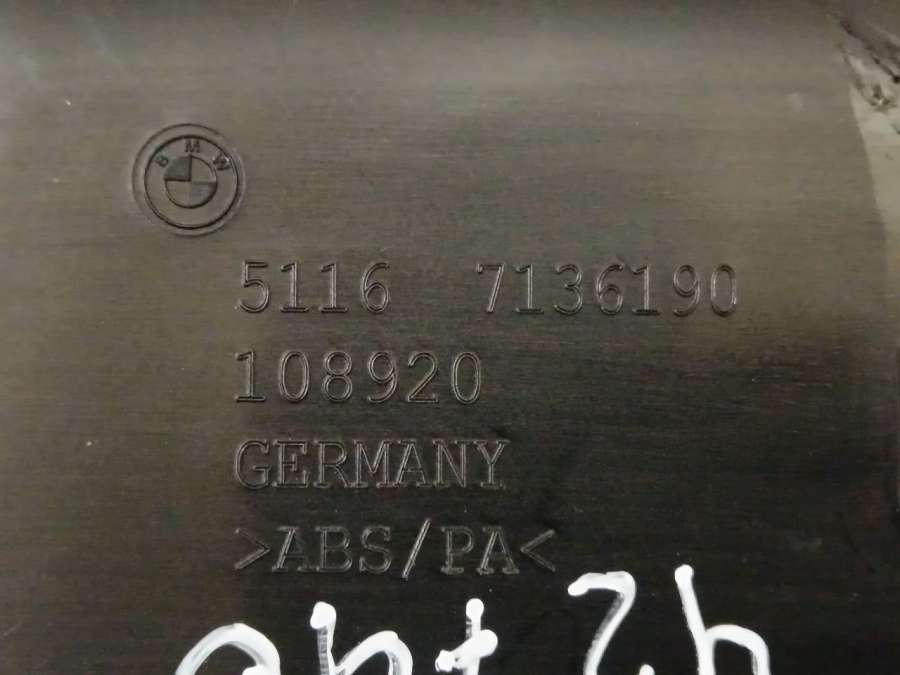 BMW
5116 7136190
108920
GERMANY
>ABS/PA<